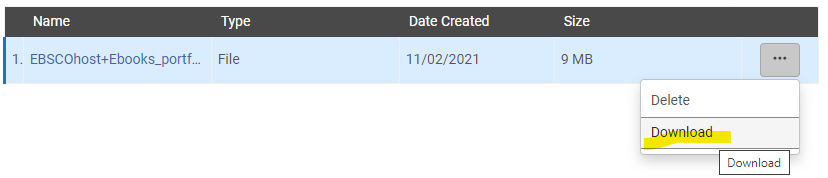 Name Type Date Created Size
1. EBSCOhost+Ebooks_portf... File 11/02/2021 9 MB ...
Delete
Download
Download